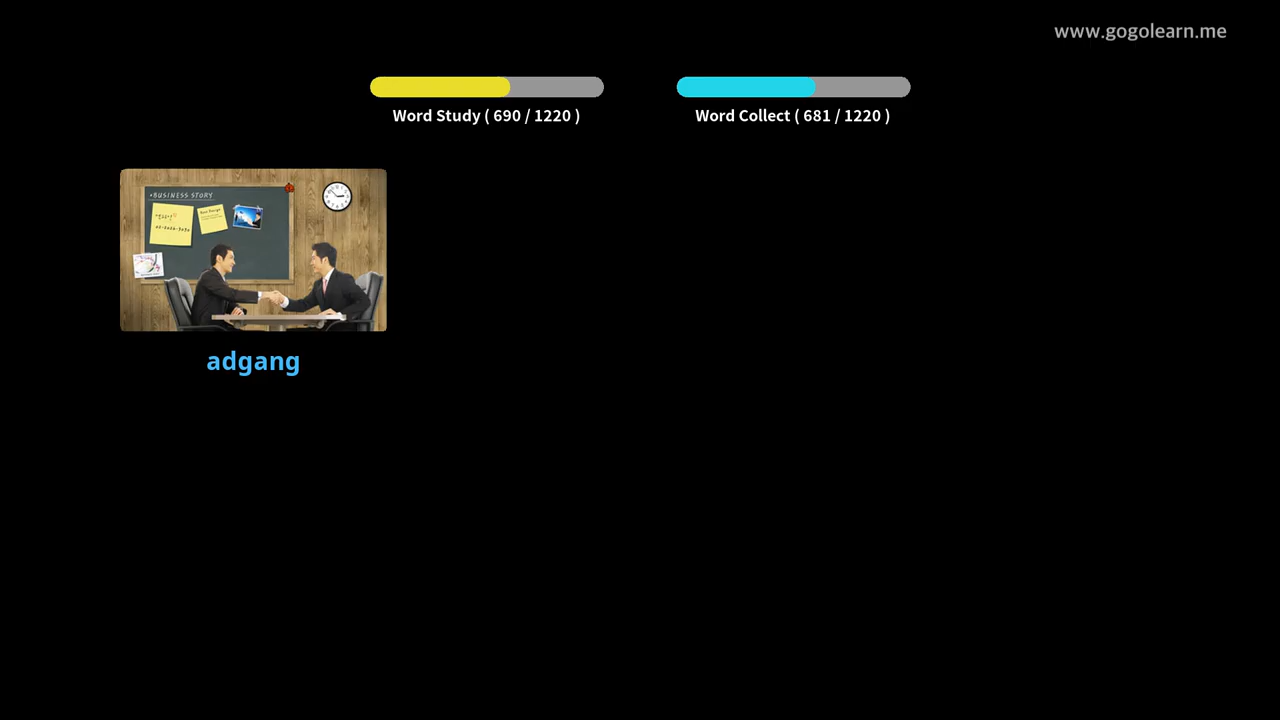 www.gogolearn.me
Word Study ( 690 / 1220 )
Word Collect ( 681 / 1220 )
•BUSINESS STORY
adgang